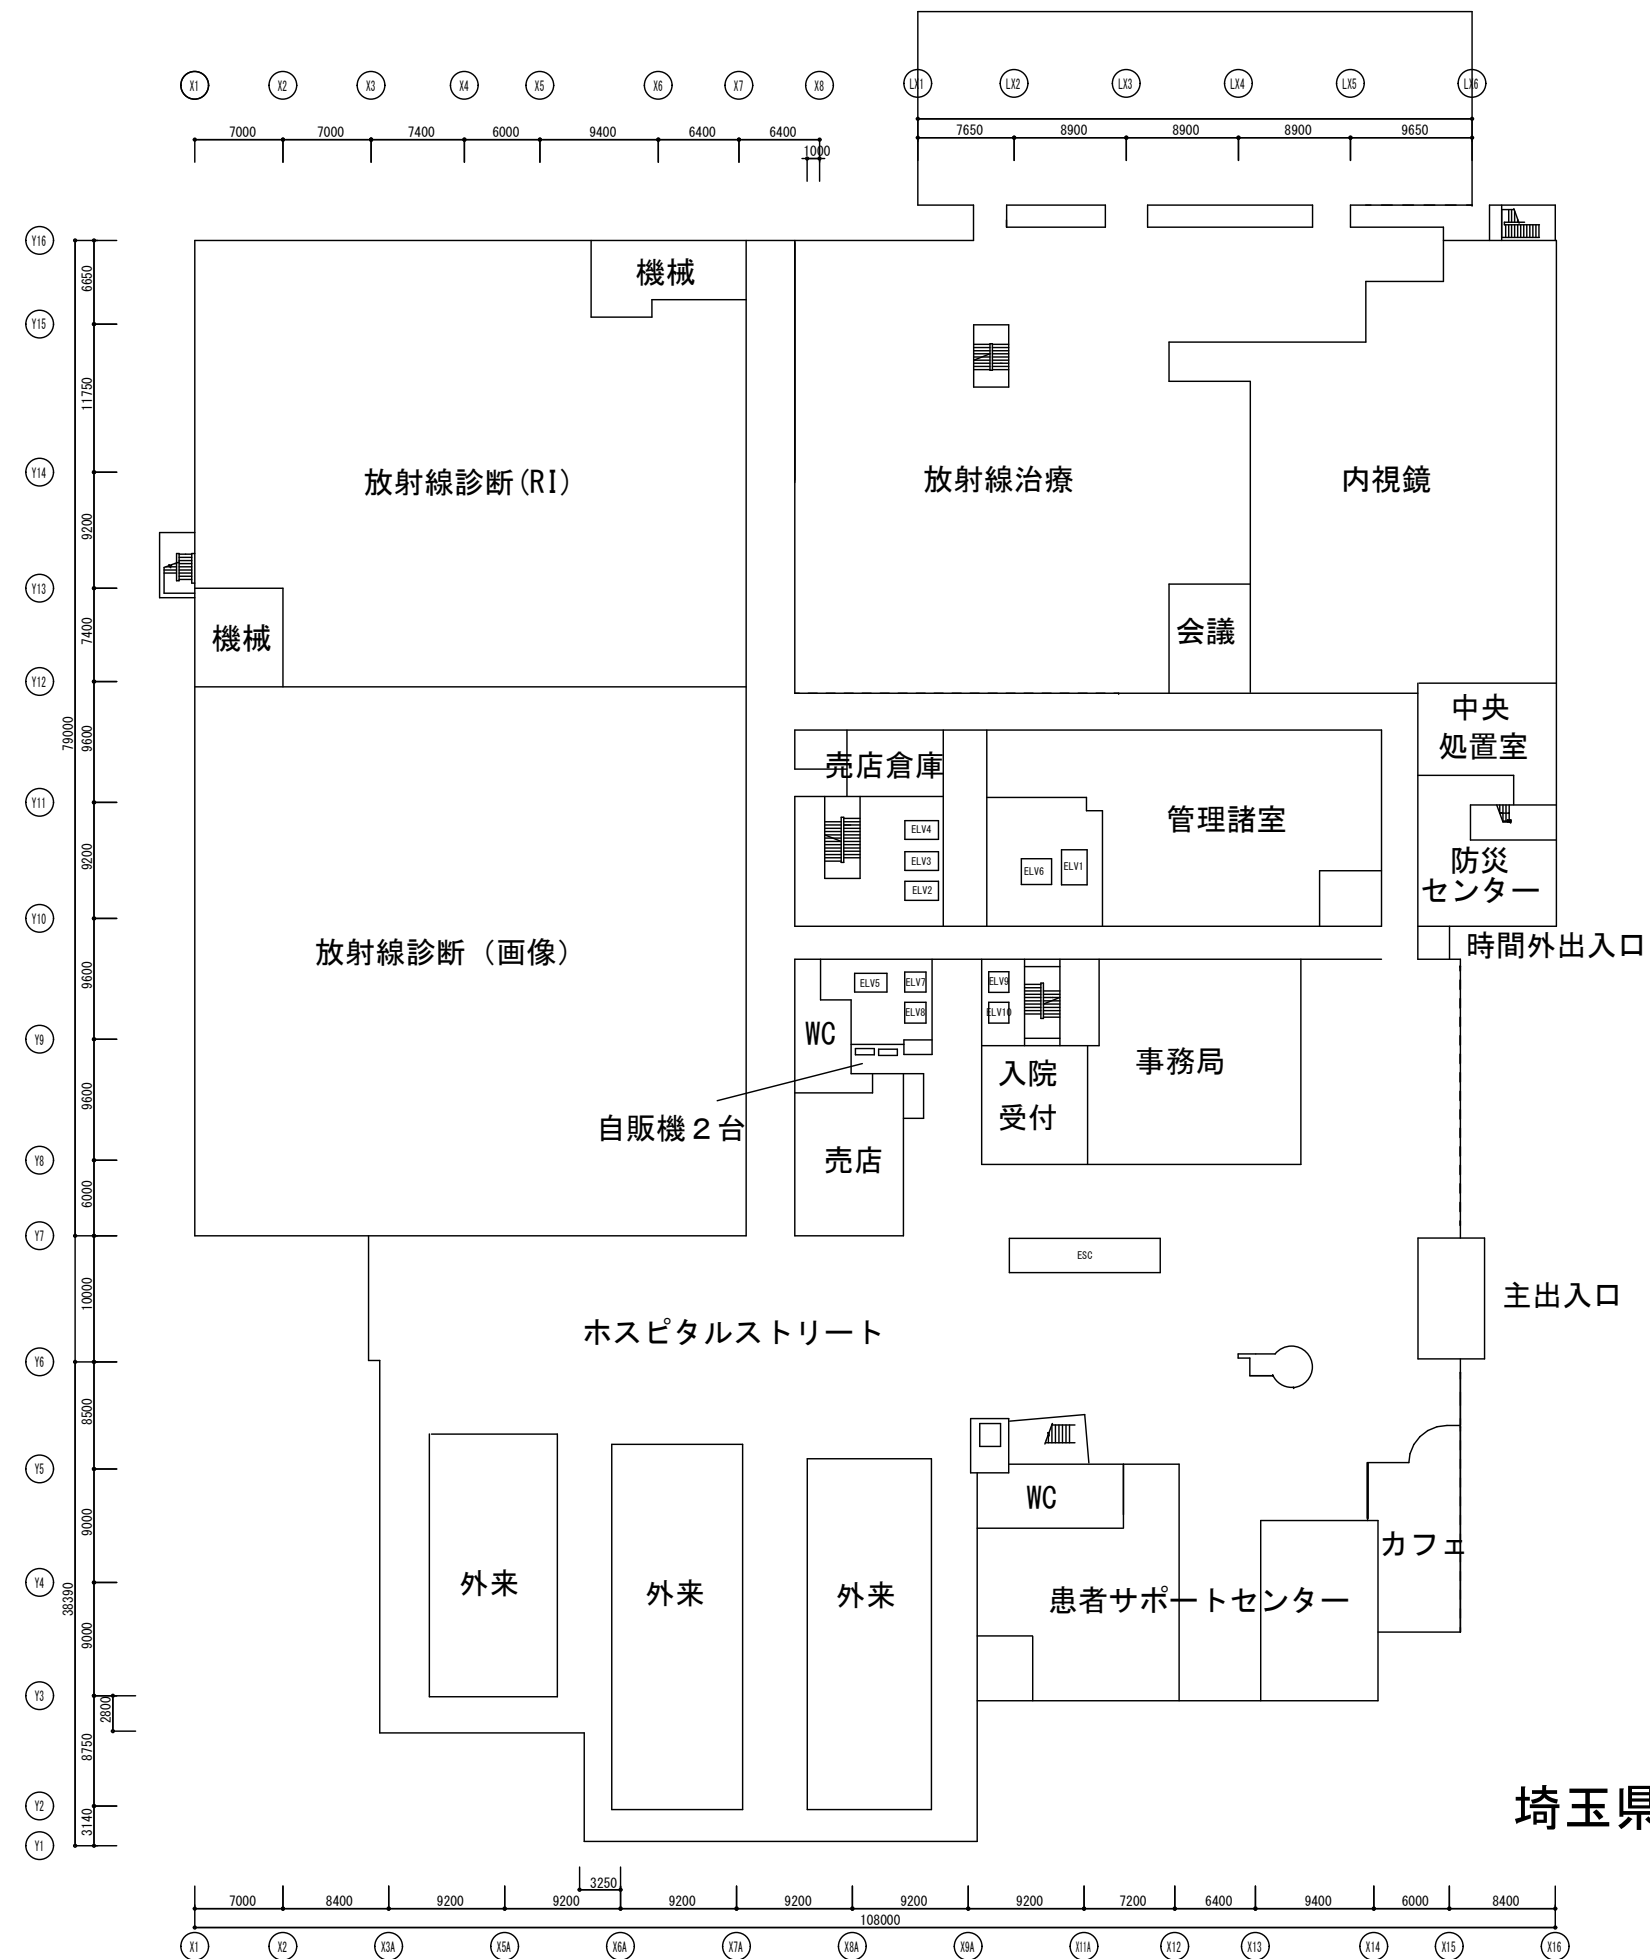 X1 X2 X3 X4 X5 X6 X7 X8 LX1 LX2 LX3 LX4 LX5 LX6
7000 7000 7400 6000 9400 6400 6400 7650 8900 8900 8900 9650
1000
Y16
6650
Y15
11750
Y14
9200
Y13
7400
Y12
79000
9600
Y11
9200
Y10
9600
Y9
9600
Y8
6000
Y7
10000
Y6
8500
Y5
9000
Y4
38390
9000
Y3
2800
8750
Y2
3140
Y1
機械
放射線診断(RI)
機械
放射線治療
内視鏡
会議
中央
処置室
売店倉庫
ELV4
ELV3
ELV2
ELV6
ELV1
管理諸室
防災
センター
時間外出入口
放射線診断（画像）
ELV5
ELV7
ELV8
ELV9
ELV10
WC
入院
受付
事務局
自販機２台
売店
ESC
主出入口
ホスピタルストリート
WC
カフェ
外来
外来
外来
患者サポートセンター
埼玉県
3250
7000 8400 9200 9200 9200 9200 9200 9200 7200 6400 9400 6000 8400
108000
X1 X2 X3A X5A X6A X7A X8A X9A X11A X12 X13 X14 X15 X16